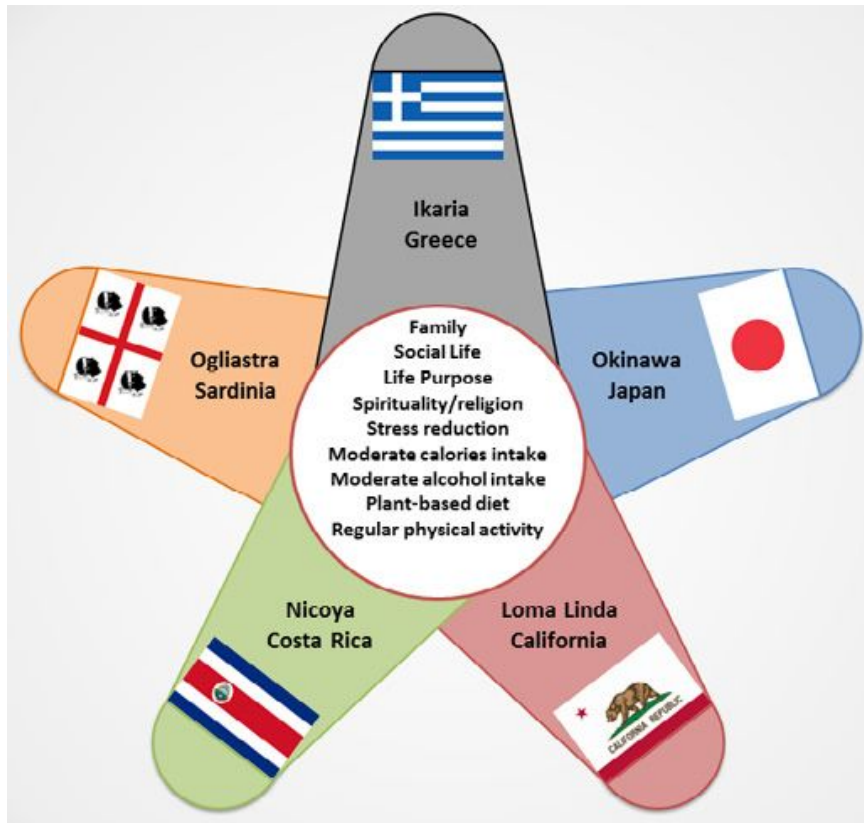 Ikaria
Greece
Ogliastra
Sardinia
Okinawa
Japan
Family
Social Life
Life Purpose
Spirituality/religion
Stress reduction
Moderate calories intake
Moderate alcohol intake
Plant-based diet
Regular physical activity
Nicoya
Costa Rica
Loma Linda
California
CALIFORNIA REPUBLIC